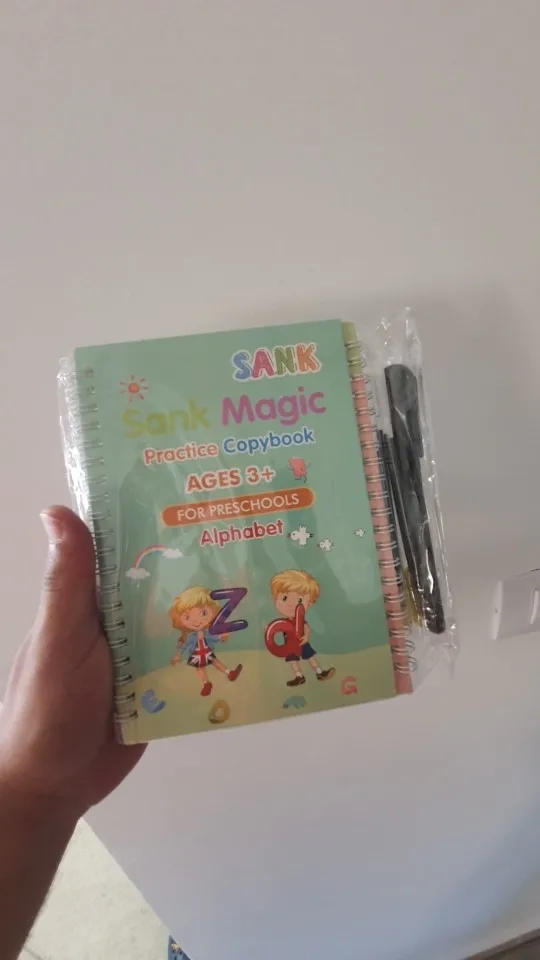 SANK
Sank Magic
Practice Copybook
AGES 3+
FOR PRESCHOOLS
Alphabet
Z d
G